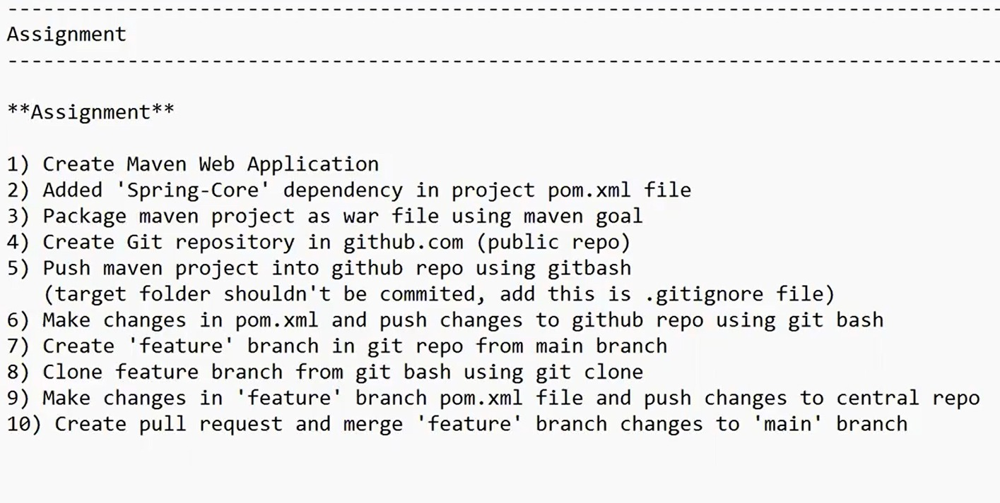 Assignment
**Assignment**
1) Create Maven Web Application
2) Added 'Spring-Core' dependency in project pom.xml file
3) Package maven project as war file using maven goal
4) Create Git repository in github.com (public repo)
5) Push maven project into github repo using gitbash
(target folder shouldn't be commited, add this is .gitignore file)
6) Make changes in pom.xml and push changes to github repo using git bash
7) Create 'feature' branch in git repo from main branch
8) Clone feature branch from git bash using git clone
9) Make changes in 'feature' branch pom.xml file and push changes to central repo
10) Create pull request and merge 'feature' branch changes to 'main' branch